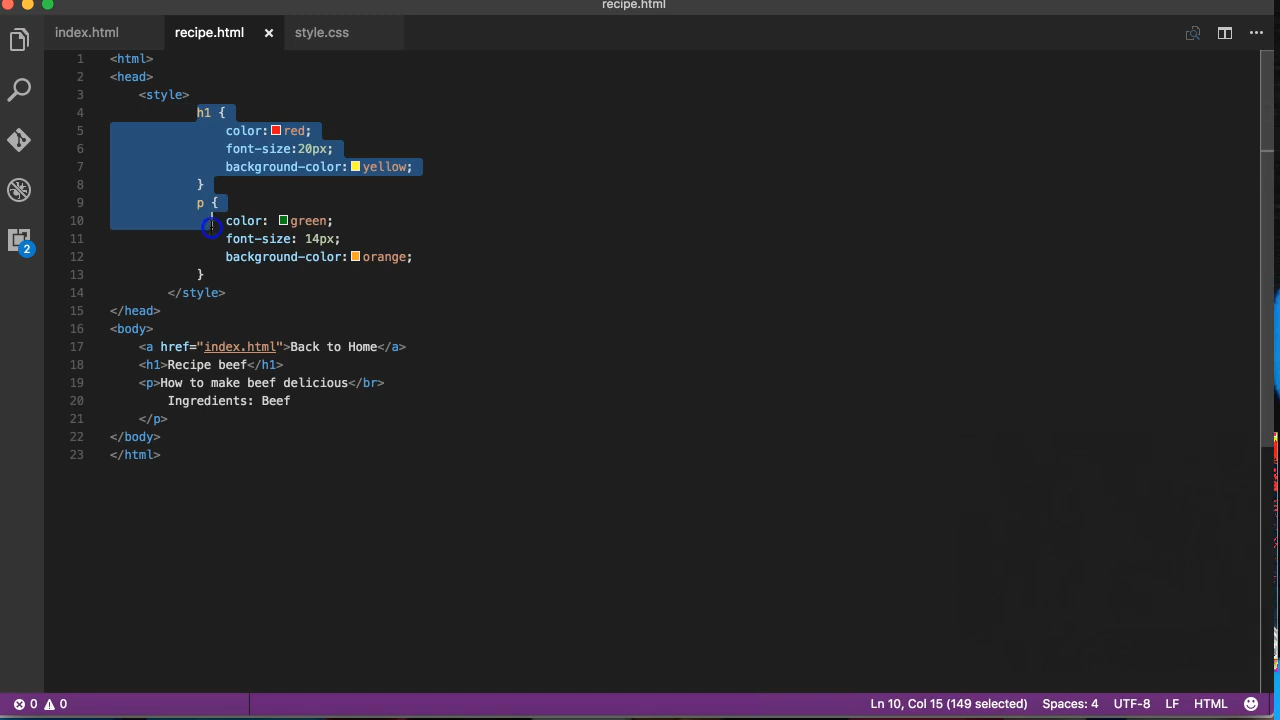 recipe.html
index.html recipe.html × style.css
1 <html>
2 <head>
3 <style>
4 h1 {
5 color: red;
6 font-size:20px;
7 background-color: yellow;
8 }
9 p {
10 color: green;
11 font-size: 14px;
12 background-color: orange;
13 }
14 </style>
15 </head>
16 <body>
17 <a href="index.html">Back to Home</a>
18 <h1>Recipe beef</h1>
19 <p>How to make beef delicious</br>
20 Ingredients: Beef
21 </p>
22 </body>
23 </html>
2
0 0 Ln 10, Col 15 (149 selected) Spaces: 4 UTF-8 LF HTML